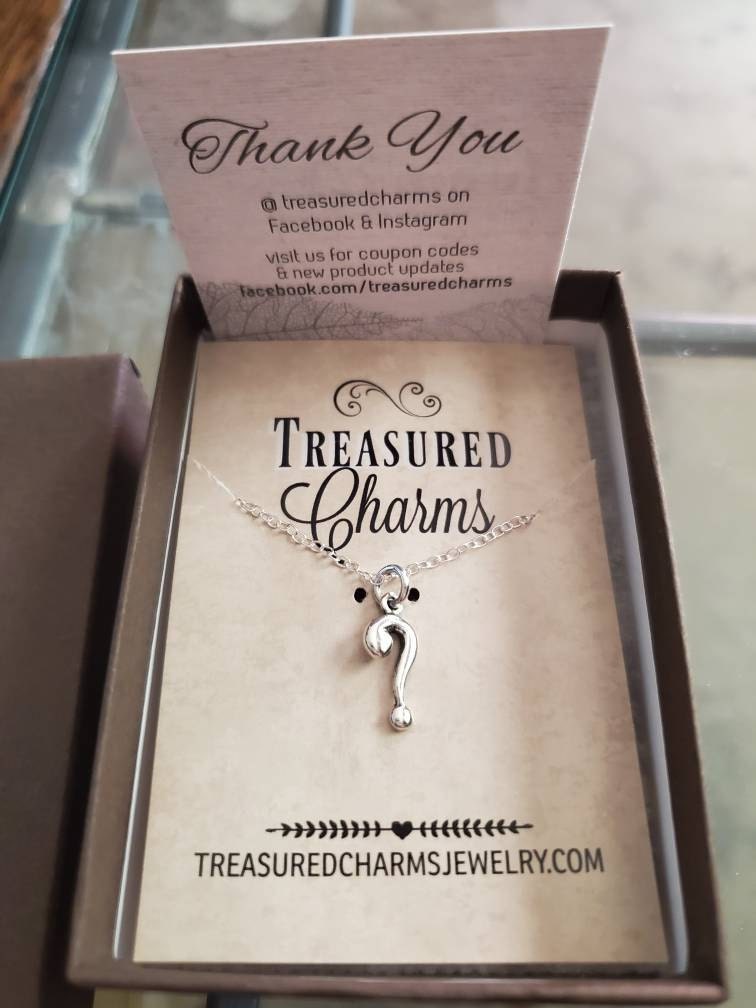 Thank You
@ treasuredcharms on
Facebook & Instagram
visit us for coupon codes
& new product updates
facebook.com/treasuredcharms
TREASURED
Charms
TREASUREDCHARMSJEWELRY.COM